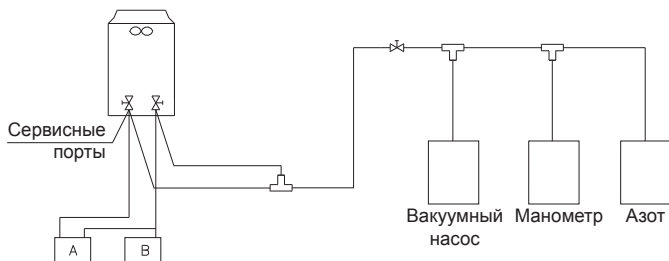 Сервисные
порты
A
B
Вакуумный
насос
Манометр
Азот